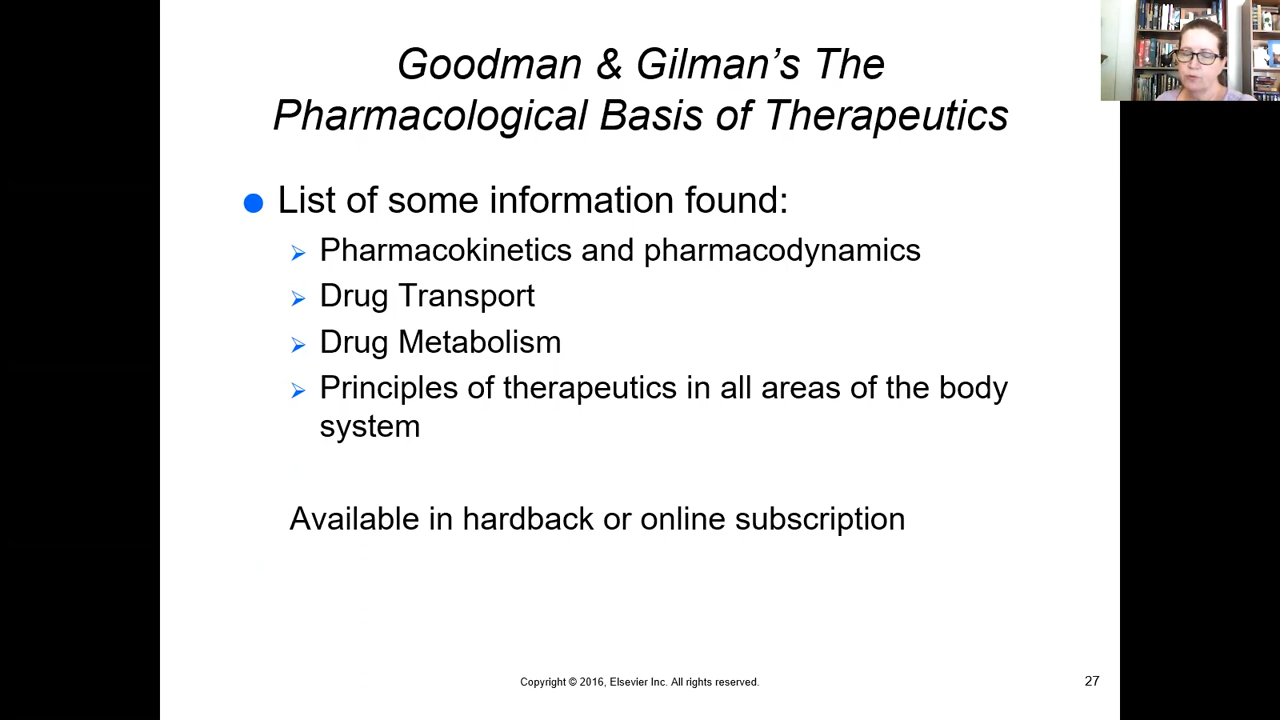 Goodman & Gilman’s The
Pharmacological Basis of Therapeutics
List of some information found:
Pharmacokinetics and pharmacodynamics
Drug Transport
Drug Metabolism
Principles of therapeutics in all areas of the body
system
Available in hardback or online subscription
Copyright © 2016, Elsevier Inc. All rights reserved.
27